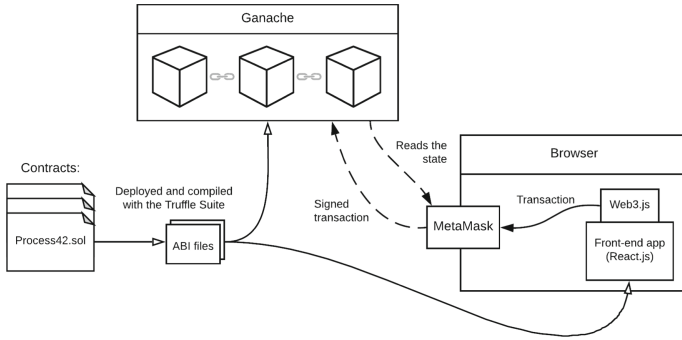 Ganache
Reads the
state
Browser
Contracts:
Deployed and compiled
with the Truffle Suite
Signed
transaction
Transaction
Web3.js
Process42.sol
ABI files
MetaMask
Front-end app
(React.js)